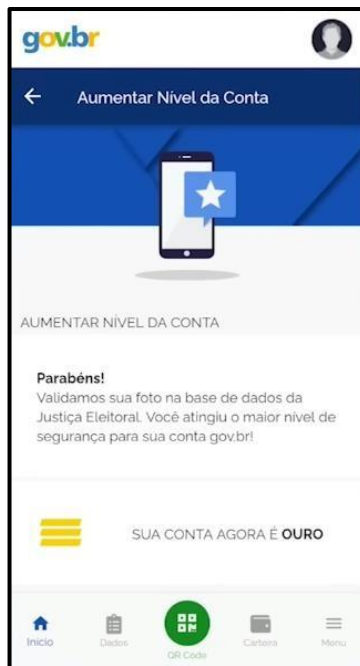 gov.br
Aumentar Nível da Conta
AUMENTAR NÍVEL DA CONTA
Parabéns!
Validamos sua foto na base de dados da
Justiça Eleitoral. Você atingiu o maior nível de
segurança para sua conta gov.br!
SUA CONTA AGORA É OURO
Início
Dados
QR Code
Carteira
Menu